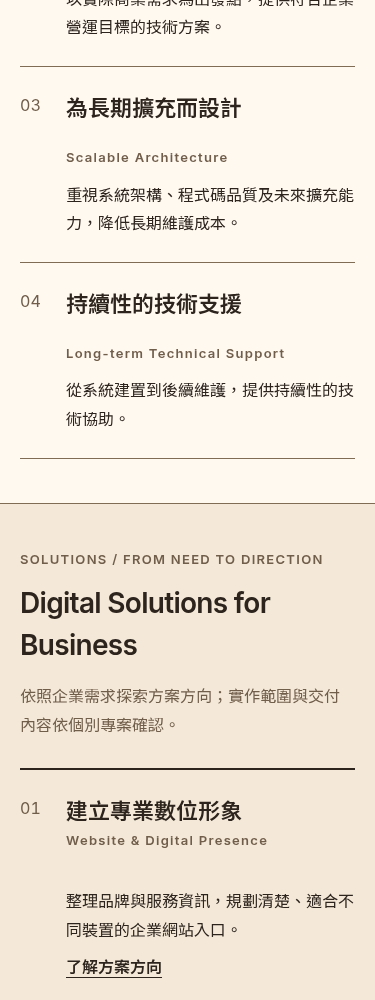 營運目標的技術方案。
03
為長期擴充而設計
Scalable Architecture
重視系統架構、程式碼品質及未來擴充能
力，降低長期維護成本。
04
持續性的技術支援
Long-term Technical Support
從系統建置到後續維護，提供持續性的技
術協助。
SOLUTIONS / FROM NEED TO DIRECTION
Digital Solutions for
Business
依照企業需求探索方案方向；實作範圍與交付
內容依個別專案確認。
01
建立專業數位形象
Website & Digital Presence
整理品牌與服務資訊，規劃清楚、適合不
同裝置的企業網站入口。
了解方案方向